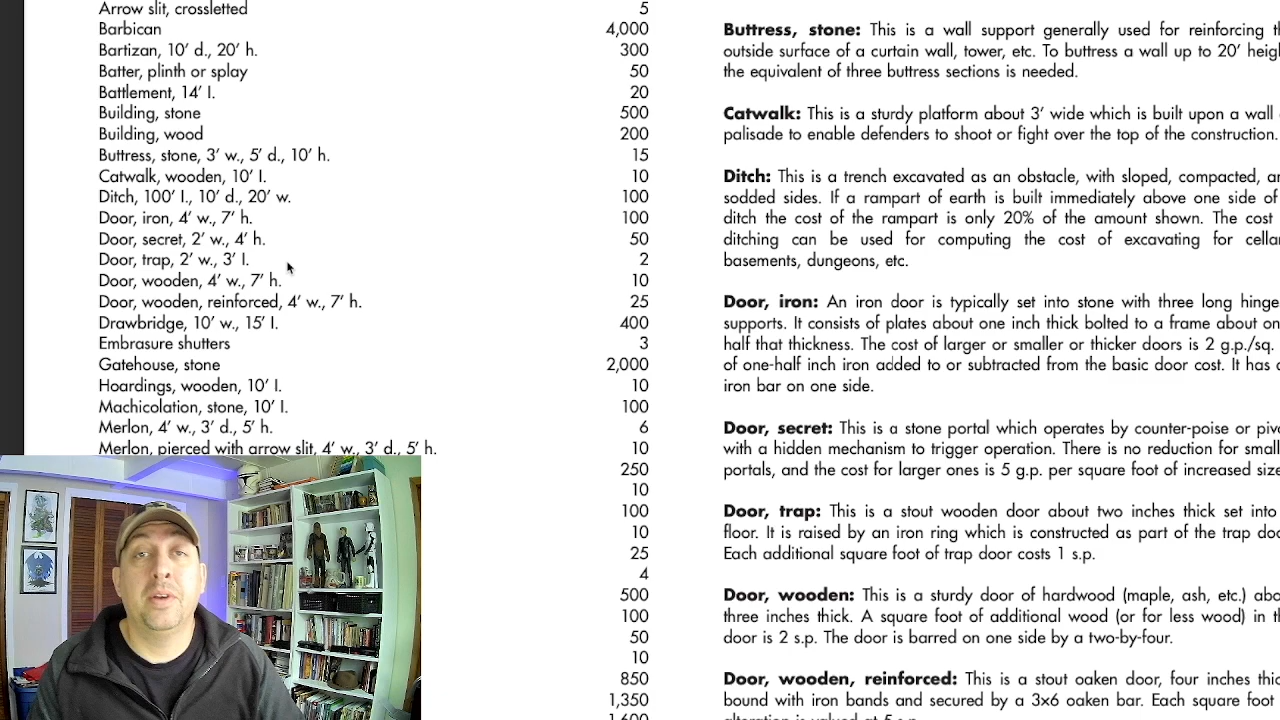 Arrow slit, crossletted 5
Barbican 4,000
Bartizan, 10′ d., 20′ h. 300
Batter, plinth or splay 50
Battlement, 14′ l. 20
Building, stone 500
Building, wood 200
Buttress, stone, 3′ w., 5′ d., 10′ h. 15
Catwalk, wooden, 10′ l. 10
Ditch, 100′ l., 10′ d., 20′ w. 100
Door, iron, 4′ w., 7′ h. 100
Door, secret, 2′ w., 4′ h. 50
Door, trap, 2′ w., 3′ l. 2
Door, wooden, 4′ w., 7′ h. 10
Door, wooden, reinforced, 4′ w., 7′ h. 25
Drawbridge, 10′ w., 15′ l. 400
Embrasure shutters 3
Gatehouse, stone 2,000
Hoardings, wooden, 10′ l. 10
Machicolation, stone, 10′ l. 100
Merlon, 4′ w., 3′ d., 5′ h. 6
Merlon, pierced with arrow slit, 4′ w., 3′ d., 5′ h. 10
250
10
100
10
25
4
500
100
50
10
850
1,350
1,600
Buttress, stone: This is a wall support generally used for reinforcing
outside surface of a curtain wall, tower, etc. To buttress a wall up to 20′
the equivalent of three buttress sections is needed.
Catwalk: This is a sturdy platform about 3′ wide which is built upon a wall
palisade to enable defenders to shoot or fight over the top of the construction.
Ditch: This is a trench excavated as an obstacle, with sloped, compacted,
sodded sides. If a rampart of earth is built immediately above one side of
ditch the cost of the rampart is only 20% of the amount shown. The cost
ditching can be used for computing the cost of excavating for
basements, dungeons, etc.
Door, iron: An iron door is typically set into stone with three long
supports. It consists of plates about one inch thick bolted to a frame about
half that thickness. The cost of larger or smaller or thicker doors is 2 g.p./sq.
of one-half inch iron added to or subtracted from the basic door cost. It has
iron bar on one side.
Door, secret: This is a stone portal which operates by counter-poise or
with a hidden mechanism to trigger operation. There is no reduction for
portals, and the cost for larger ones is 5 g.p. per square foot of increased
Door, trap: This is a stout wooden door about two inches thick set into
floor. It is raised by an iron ring which is constructed as part of the trap
Each additional square foot of trap door costs 1 s.p.
Door, wooden: This is a sturdy door of hardwood (maple, ash, etc.)
three inches thick. A square foot of additional wood (or for less wood) in
door is 2 s.p. The door is barred on one side by a two-by-four.
Door, wooden, reinforced: This is a stout oaken door, four inches
bound with iron bands and secured by a 3x6 oaken bar. Each square foot
alteration is valued at 5 s.p.